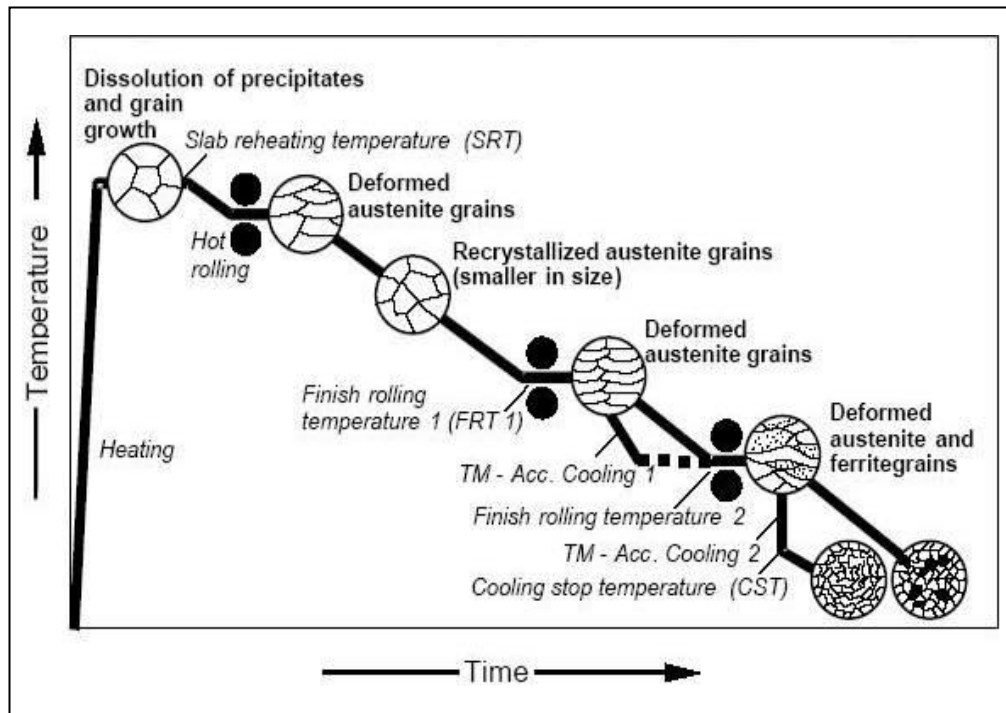 Dissolution of precipitates
and grain
growth
Slab reheating temperature (SRT)
Deformed
austenite grains
Hot
rolling
Recrystallized austenite grains
(smaller in size)
Deformed
austenite grains
Finish rolling
temperature 1 (FRT 1)
Deformed
austenite and
ferritegrains
Heating
TM - Acc. Cooling 1
Finish rolling temperature 2
TM - Acc. Cooling 2
Cooling stop temperature (CST)
Temperature
Time